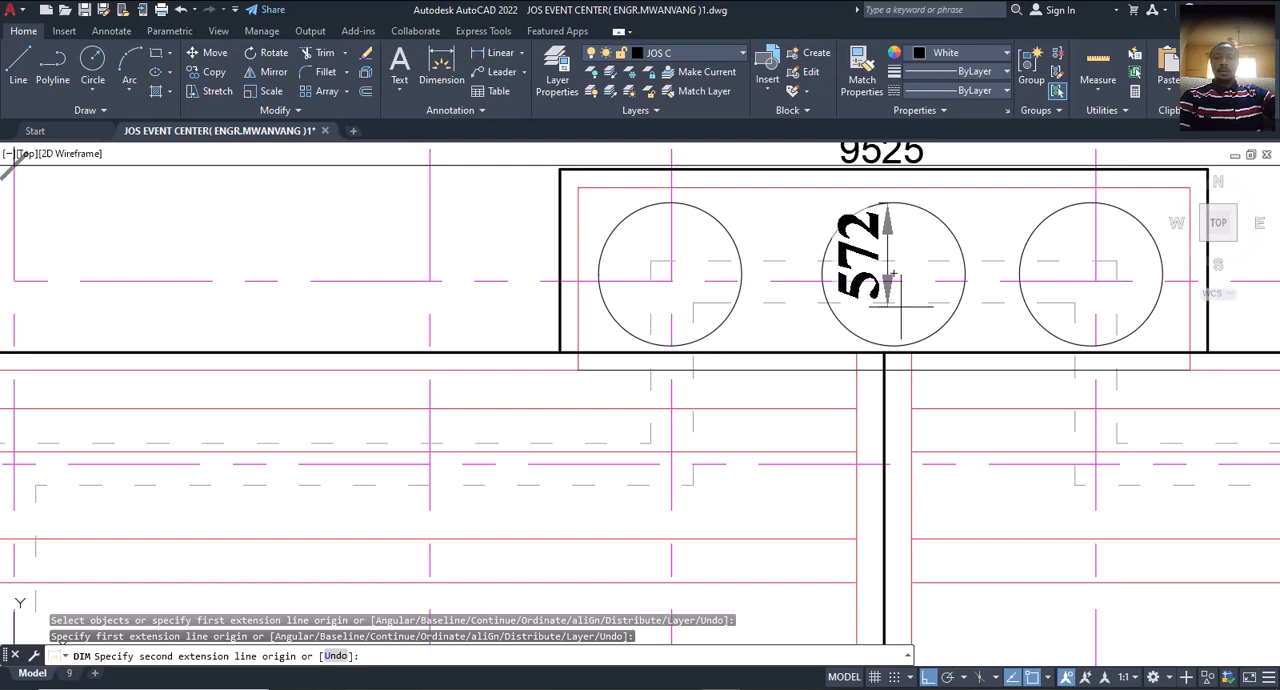 Share
Autodesk AutoCAD 2022 JOS EVENT CENTER( ENGR.MWANVANG )1.dwg
Type a keyword or phrase
Sign In
Home Insert Annotate Parametric View Manage Output Add-ins Collaborate Express Tools Featured Apps
Line Polyline Circle Arc
Move Rotate Trim
Copy Mirror Fillet
Stretch Scale Array
Text Dimension
Linear
Leader
Table
Layer Properties
JOS C
Make Current
Match Layer
Insert
Create
Edit
Match Properties
White
ByLayer
ByLayer
Group
Measure
Paste
Draw Modify Annotation Layers Block Properties Groups Utilities
Start JOS EVENT CENTER( ENGR.MWANVANG )1*
[−][Top][2D Wireframe]
9525
572
N
W TOP E
S
WCS
Y
Select objects or specify first extension line origin or [Angular/Baseline/Continue/Ordinate/aliGn/Distribute/Layer/Undo]:
Specify first extension line origin or [Angular/Baseline/Continue/Ordinate/aliGn/Distribute/Layer/Undo]:
DIM Specify second extension line origin or [Undo]:
Model 9
MODEL 1:1